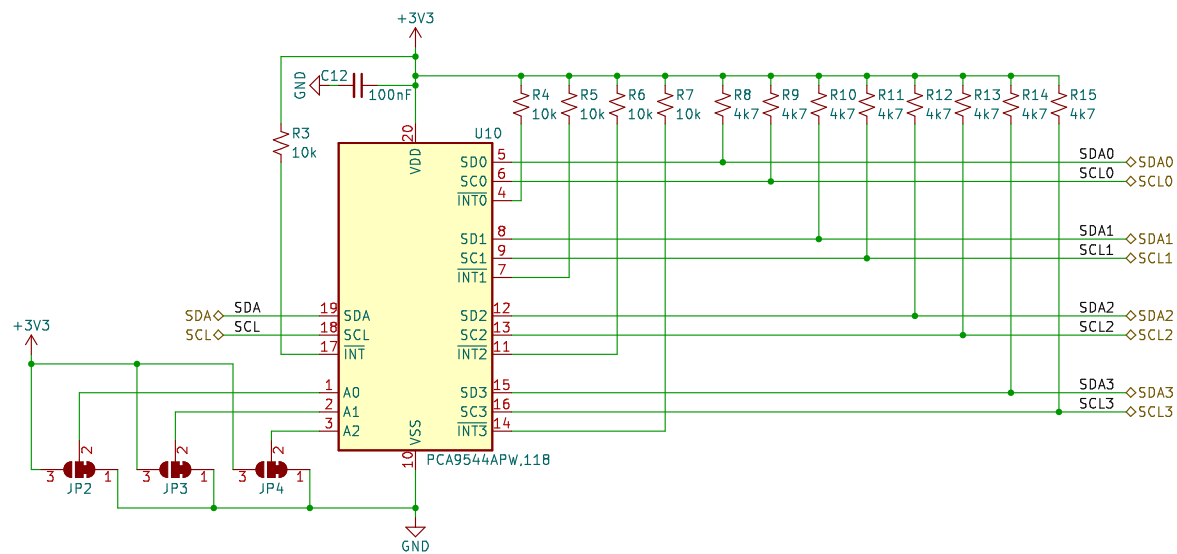 +3V3
GND
C12
100nF
R4
10k
R5
10k
R6
10k
R7
10k
R8
4k7
R9
4k7
R10
4k7
R11
4k7
R12
4k7
R13
4k7
R14
4k7
R15
4k7
R3
10k
20
U10
VDD
SD0 5 SDA0 SDA0
SC0 6 SCL0 SCL0
INT0 4
SD1 8 SDA1 SDA1
SC1 9 SCL1 SCL1
INT1 7
SDA SDA 19 SDA SD2 12 SDA2 SDA2
SCL SCL 18 SCL SC2 13 SCL2 SCL2
17 INT INT2 11
+3V3
1 A0 SD3 15 SDA3 SDA3
2 A1 SC3 16 SCL3 SCL3
3 A2 INT3 14
VSS
10
PCA9544APW,118
2
3 1
JP2
2
3 1
JP3
2
3 1
JP4
GND